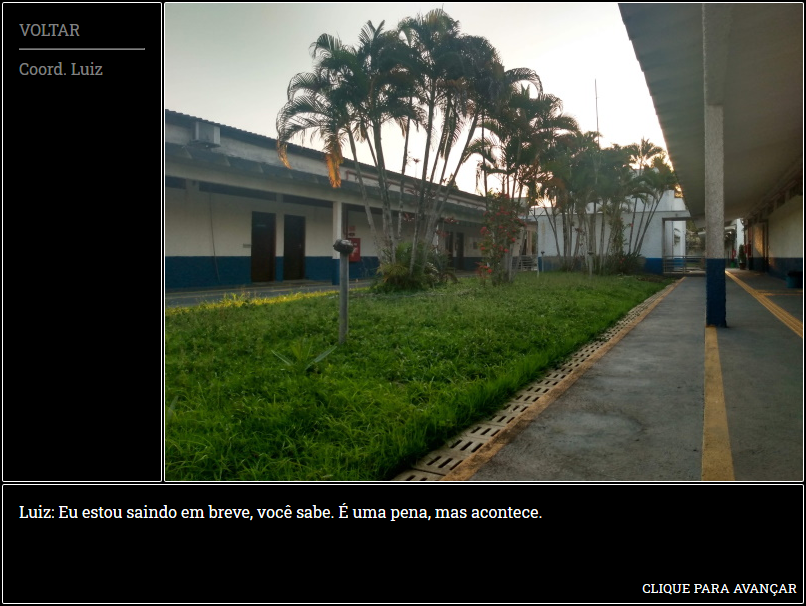 VOLTAR
Coord. Luiz
Luiz: Eu estou saindo em breve, você sabe. É uma pena, mas acontece.
CLIQUE PARA AVANÇAR